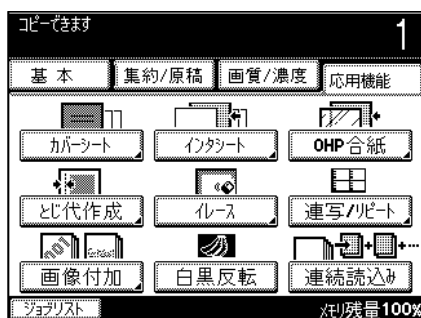 コピーできます
1
基 本 集約/原稿 画質/濃度 応用機能
カバーシート インタシート OHP合紙
とじ代作成 イレース 連写/リピート
画像付加 白黒反転 連続読込み
ジョブリスト メモリ残量100%